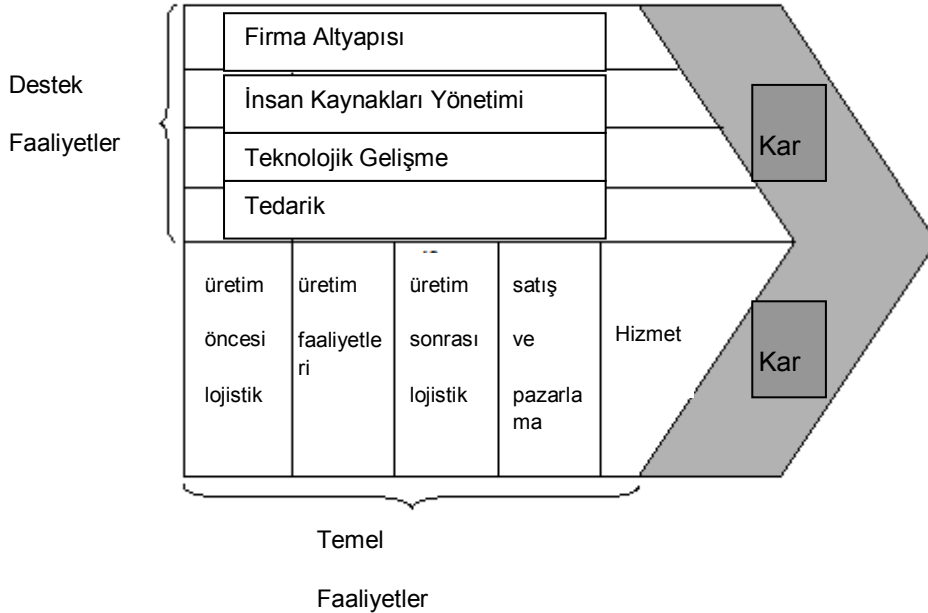 Destek
Faaliyetler
Firma Altyapısı
İnsan Kaynakları Yönetimi
Teknolojik Gelişme
Tedarik
Kar
üretim
öncesi
lojistik
üretim
faaliyetle
ri
üretim
sonrası
lojistik
satış
ve
pazarla
ma
Hizmet
Kar
Temel
Faaliyetler